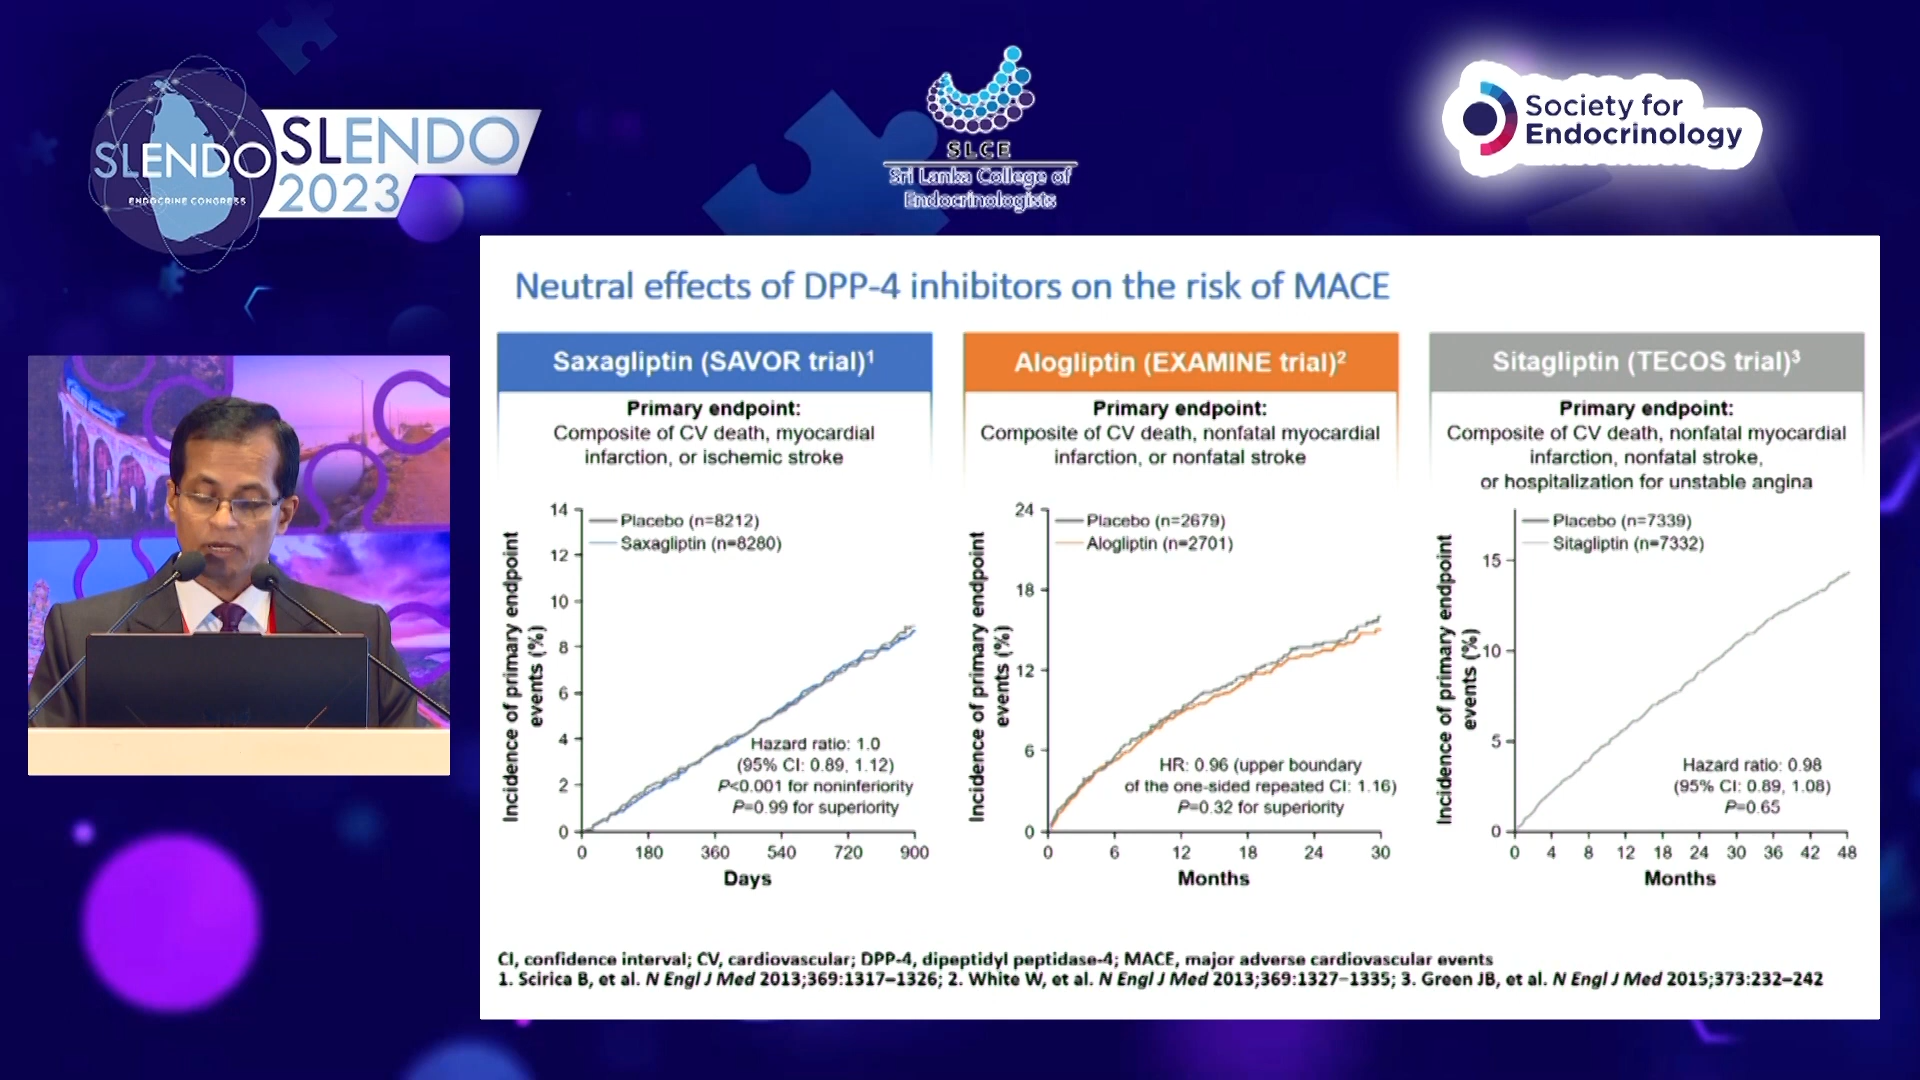 SLENDO
ENDOCRINE CONGRESS
SLENDO
2023
SLCE
Sri Lanka College of
Endocrinologists
Society for
Endocrinology
Neutral effects of DPP-4 inhibitors on the risk of MACE
Saxagliptin (SAVOR trial)¹
Primary endpoint:
Composite of CV death, myocardial
infarction, or ischemic stroke
Incidence of primary endpoint
events (%)
14
12
10
8
6
4
2
0
Placebo (n=8212)
Saxagliptin (n=8280)
Hazard ratio: 1.0
(95% CI: 0.89, 1.12)
P<0.001 for noninferiority
P=0.99 for superiority
0 180 360 540 720 900
Days
Alogliptin (EXAMINE trial)²
Primary endpoint:
Composite of CV death, nonfatal myocardial
infarction, or nonfatal stroke
Incidence of primary endpoint
events (%)
24
18
12
6
0
Placebo (n=2679)
Alogliptin (n=2701)
HR: 0.96 (upper boundary
of the one-sided repeated CI: 1.16)
P=0.32 for superiority
0 6 12 18 24 30
Months
Sitagliptin (TECOS trial)³
Primary endpoint:
Composite of CV death, nonfatal myocardial
infarction, nonfatal stroke,
or hospitalization for unstable angina
Incidence of primary endpoint
events (%)
15
10
5
0
Placebo (n=7339)
Sitagliptin (n=7332)
Hazard ratio: 0.98
(95% CI: 0.89, 1.08)
P=0.65
0 4 8 12 18 24 30 36 42 48
Months
CI, confidence interval; CV, cardiovascular; DPP-4, dipeptidyl peptidase-4; MACE, major adverse cardiovascular events
1. Scirica B, et al. N Engl J Med 2013;369:1317–1326; 2. White W, et al. N Engl J Med 2013;369:1327–1335; 3. Green JB, et al. N Engl J Med 2015;373:232–242